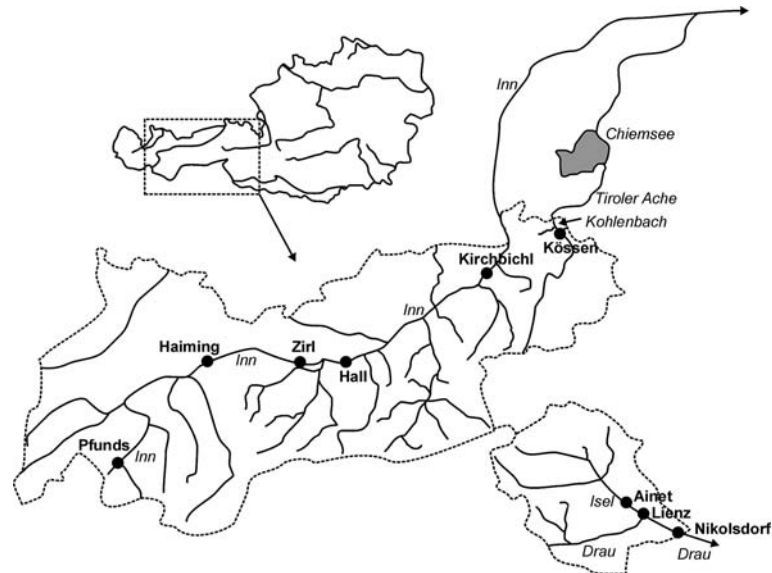 Inn
Chiemsee
Tiroler Ache
Kohlenbach
Kössen
Kirchbichl
Inn
Haiming
Inn
Zirl
Hall
Pfunds
Inn
Isel
Ainet
Lienz
Nikolsdorf
Drau
Drau